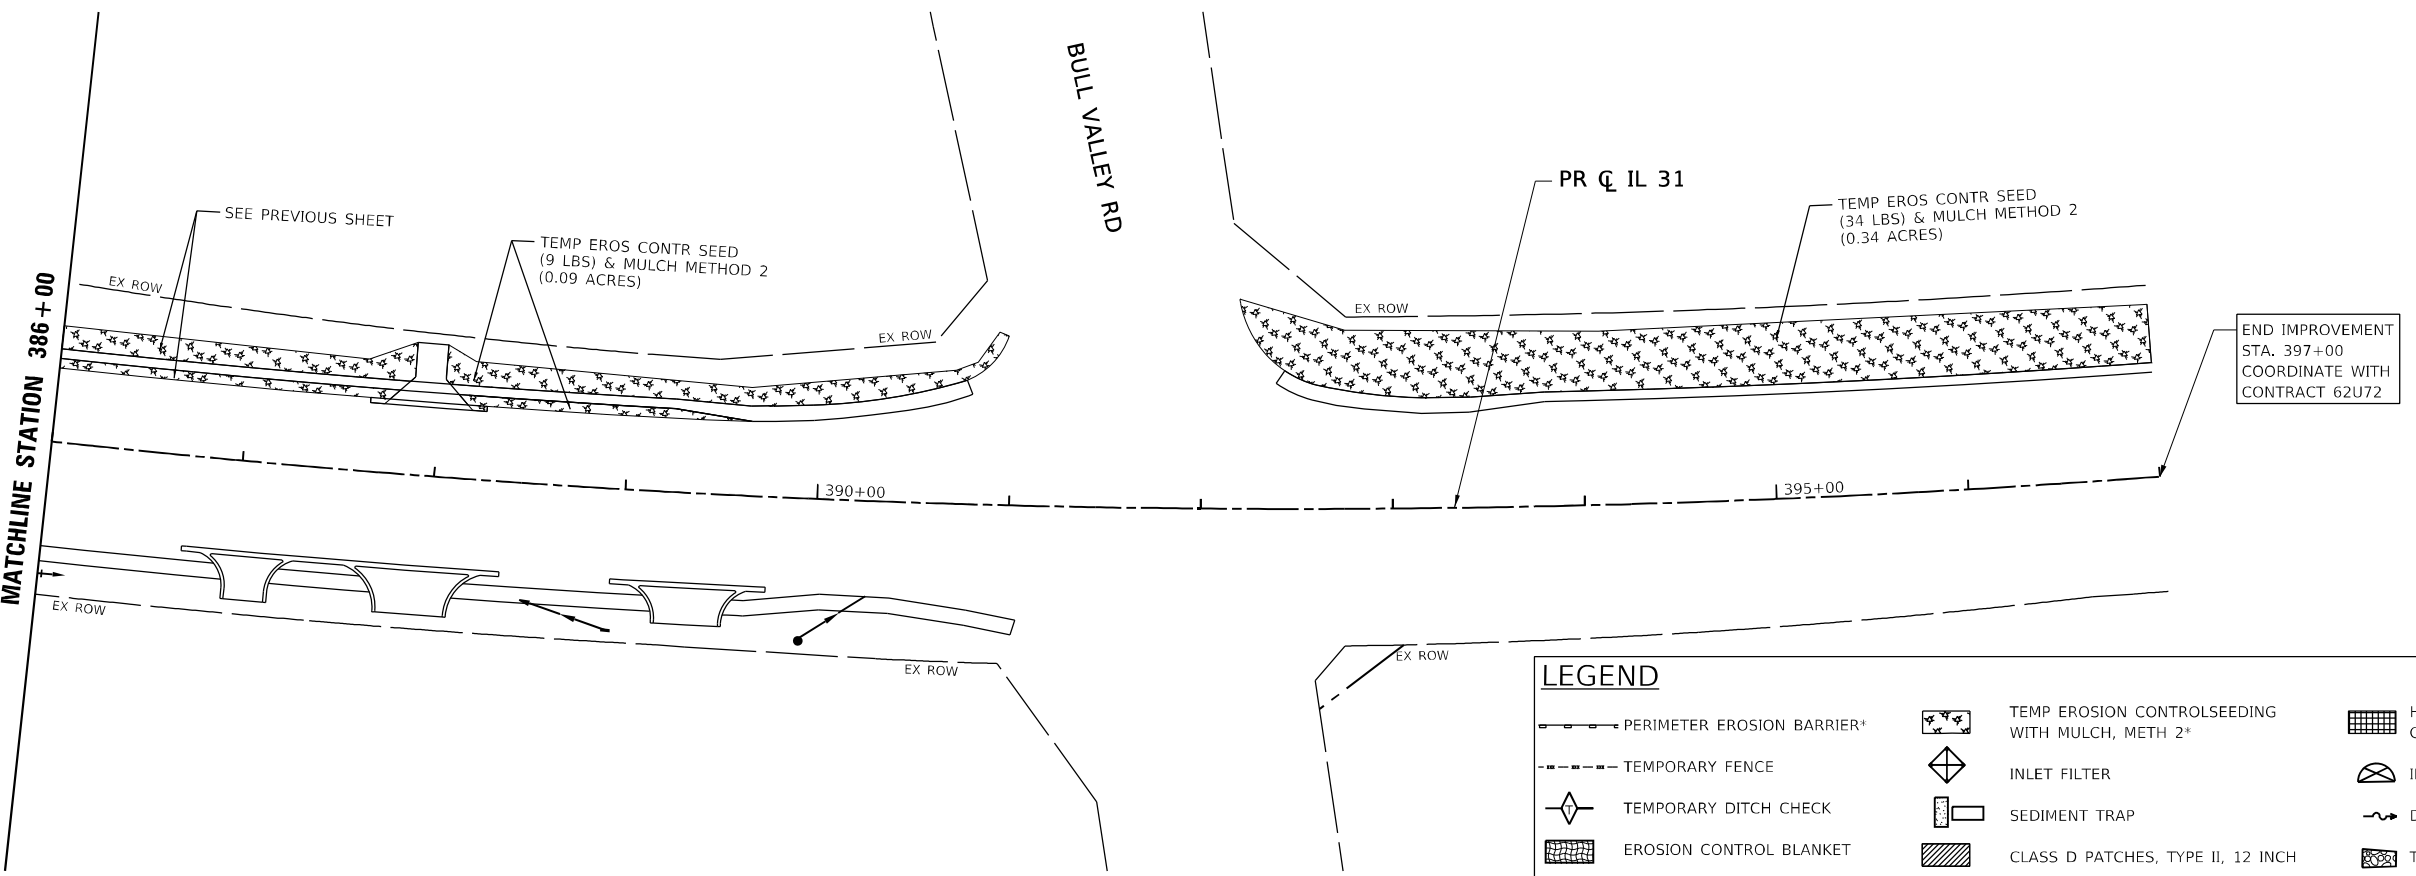 BULL VALLEY RD
PR ℄ IL 31
TEMP EROS CONTR SEED
(34 LBS) & MULCH METHOD 2
(0.34 ACRES)
SEE PREVIOUS SHEET
TEMP EROS CONTR SEED
(9 LBS) & MULCH METHOD 2
(0.09 ACRES)
EX ROW
EX ROW
EX ROW
MATCHLINE STATION 386+00
END IMPROVEMENT
STA. 397+00
COORDINATE WITH
CONTRACT 62U72
390+00
395+00
EX ROW
EX ROW
EX ROW
LEGEND
PERIMETER EROSION BARRIER*
TEMPORARY FENCE
T
TEMPORARY DITCH CHECK
EROSION CONTROL BLANKET
TEMP EROSION CONTROLSEEDING
WITH MULCH, METH 2*
INLET FILTER
SEDIMENT TRAP
CLASS D PATCHES, TYPE II, 12 INCH